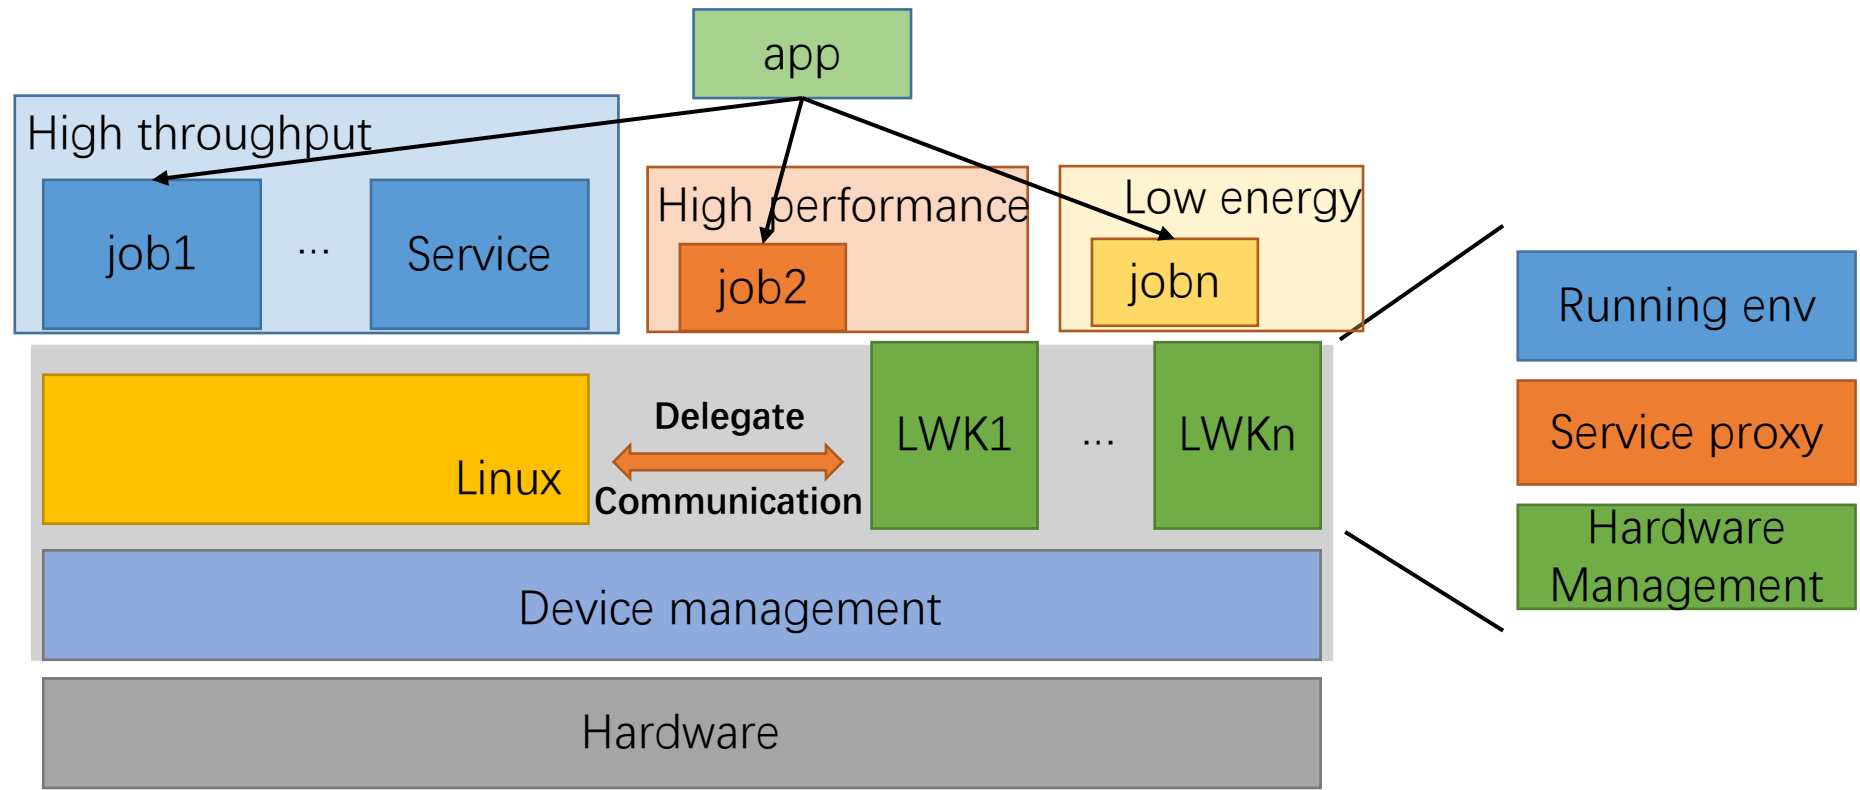 app
High throughput
job1
...
Service
High performance
job2
Low energy
jobn
Linux
Delegate
Communication
LWK1
...
LWKn
Device management
Hardware
Running env
Service proxy
Hardware
Management